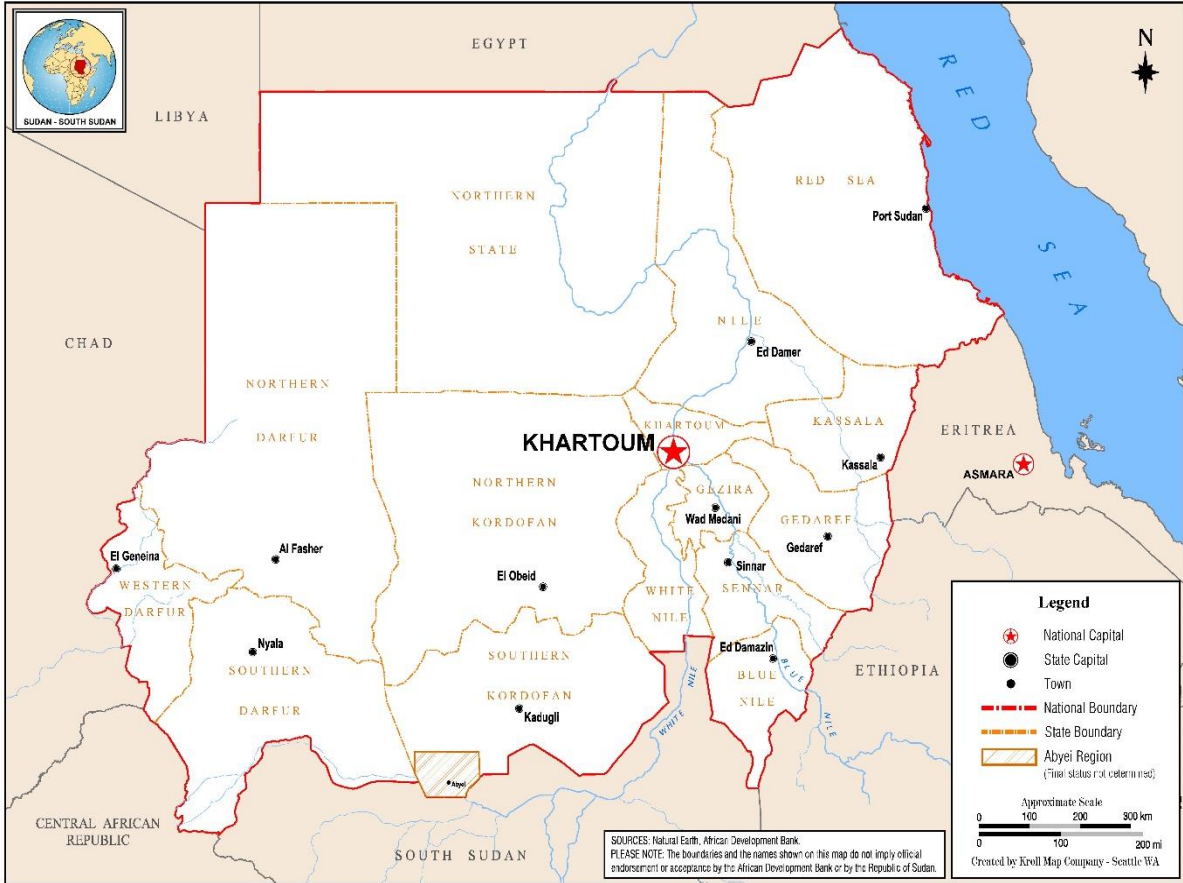 SUDAN - SOUTH SUDAN
EGYPT
N
LIBYA
RED SEA
NORTHERN
STATE
RED SEA
Port Sudan
CHAD
NILE
Ed Damer
NORTHERN
DARFUR
KHARTOUM
KASSALA
KHARTOUM
Kassala
ERITREA
ASMARA
NORTHERN
KORDOFAN
GEZIRA
Wad Medani
GEDAREF
Gedaref
El Geneina
Al Fasher
El Obeid
Sinnar
SENNAR
WESTERN
DARFUR
WHITE
NILE
Nyala
SOUTHERN
DARFUR
SOUTHERN
KORDOFAN
Kadugli
Ed Damazin
BLUE
NILE
BLUE NILE
WHITE NILE
ETHIOPIA
Abyei
CENTRAL AFRICAN
REPUBLIC
SOUTH SUDAN
SOURCES: Natural Earth, African Development Bank.
PLEASE NOTE: The boundaries and the names shown on this map do not imply official
endorsement or acceptance by the African Development Bank or by the Republic of Sudan.
Legend
National Capital
State Capital
Town
National Boundary
State Boundary
Abyei Region
(Final status not determined)
Approximate Scale
0 100 200 300 km
0 100 200 mi
Created by Kroll Map Company - Seattle WA